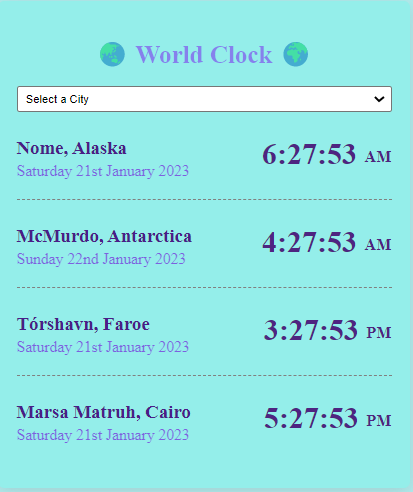 World Clock
Select a City
Nome, Alaska
6:27:53 AM
Saturday 21st January 2023
McMurdo, Antarctica
4:27:53 AM
Sunday 22nd January 2023
Tórshavn, Faroe
3:27:53 PM
Saturday 21st January 2023
Marsa Matruh, Cairo
5:27:53 PM
Saturday 21st January 2023